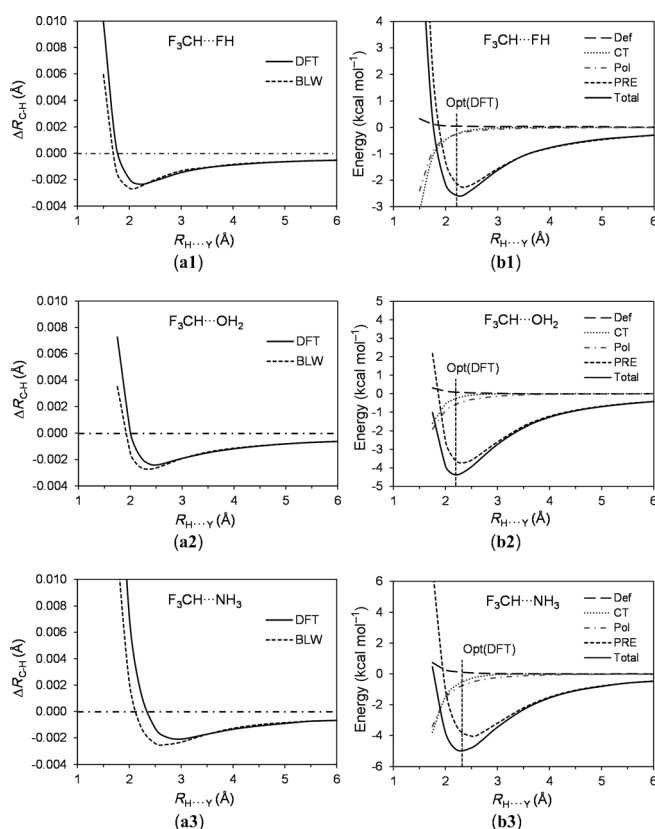 F₃CH···FH
DFT
BLW
0.010
0.008
0.006
0.004
0.002
0.000
-0.002
-0.004
ΔR_C-H (Å)
1 2 3 4 5 6
R_H···Y (Å)
(a1)
F₃CH···FH
Def
CT
Pol
PRE
Total
Opt(DFT)
4
3
2
1
0
-1
-2
-3
Energy (kcal mol⁻¹)
1 2 3 4 5 6
R_H···Y (Å)
(b1)
F₃CH···OH₂
DFT
BLW
0.010
0.008
0.006
0.004
0.002
0.000
-0.002
-0.004
ΔR_C-H (Å)
1 2 3 4 5 6
R_H···Y (Å)
(a2)
F₃CH···OH₂
Def
CT
Pol
PRE
Total
Opt(DFT)
5
4
3
2
1
0
-1
-2
-3
-4
-5
Energy (kcal mol⁻¹)
1 2 3 4 5 6
R_H···Y (Å)
(b2)
F₃CH···NH₃
DFT
BLW
0.010
0.008
0.006
0.004
0.002
0.000
-0.002
-0.004
ΔR_C-H (Å)
1 2 3 4 5 6
R_H···Y (Å)
(a3)
F₃CH···NH₃
Def
CT
Pol
PRE
Total
Opt(DFT)
6
4
2
0
-2
-4
-6
Energy (kcal mol⁻¹)
1 2 3 4 5 6
R_H···Y (Å)
(b3)